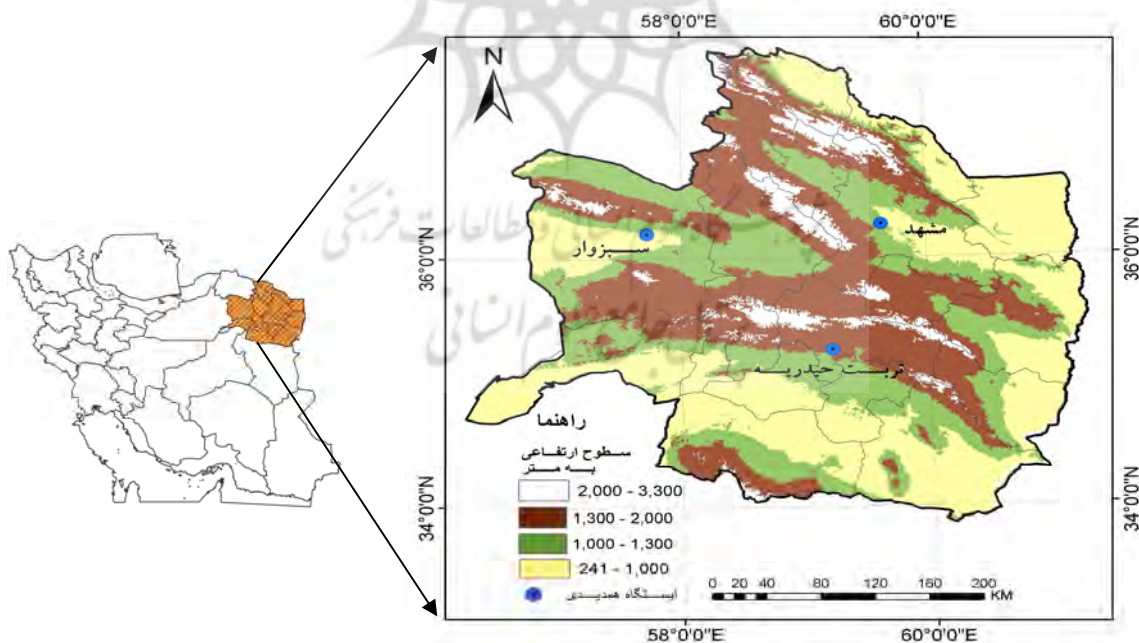 58°0'0"E
60°0'0"E
N
36°0'0"N
36°0'0"N
مشهد
سبزوار
تربت حیدریه
راهنما
سطوح ارتفاعی
به متر
2,000 - 3,300
1,300 - 2,000
1,000 - 1,300
241 - 1,000
ایستگاه همدیدی
0 20 40 80 120 160 200
KM
34°0'0"N
34°0'0"N
58°0'0"E
60°0'0"E